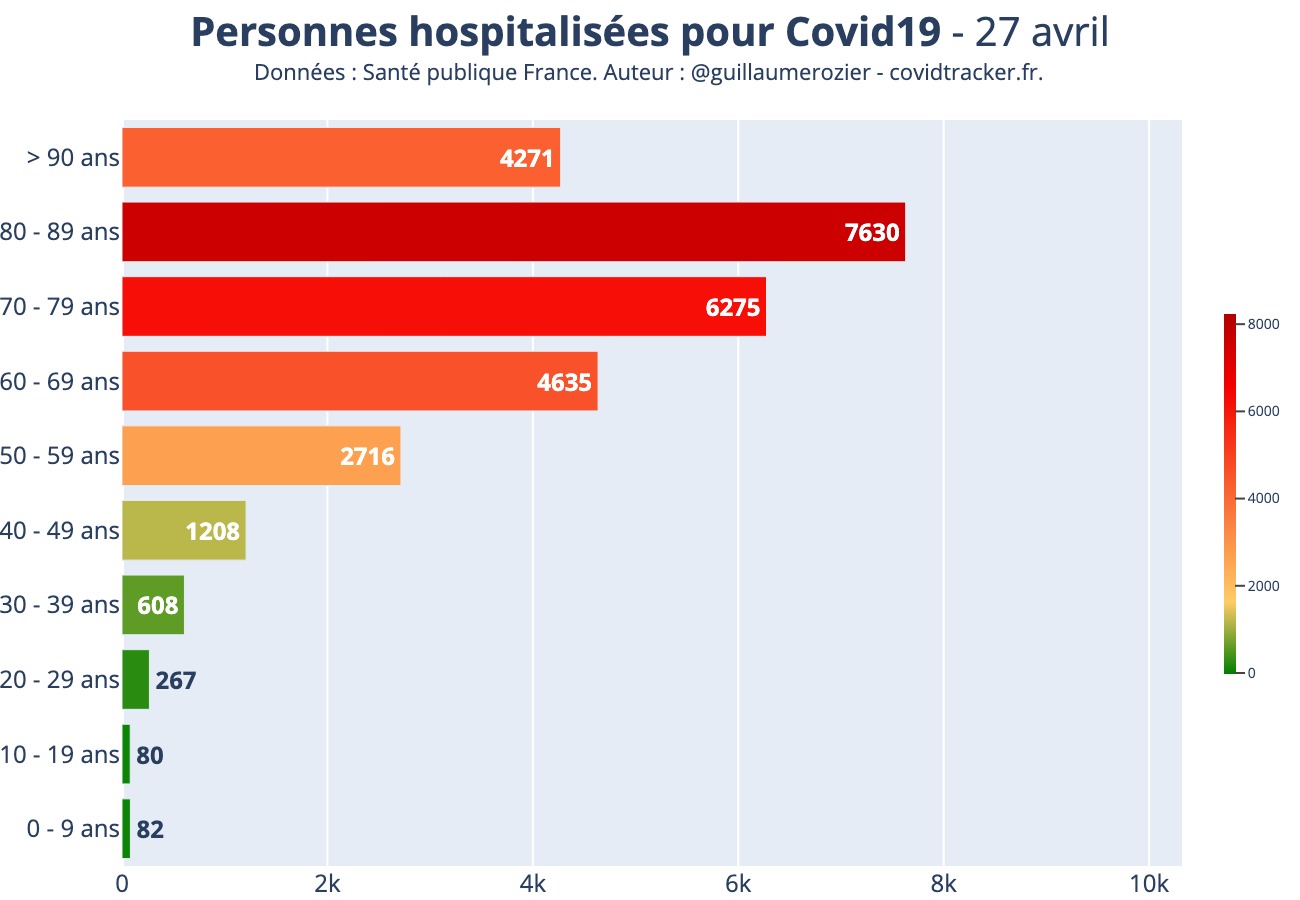 Personnes hospitalisées pour Covid19 - 27 avril
Données : Santé publique France. Auteur : @guillaumerozier - covidtracker.fr.
> 90 ans 4271
80 - 89 ans 7630
70 - 79 ans 6275
60 - 69 ans 4635
50 - 59 ans 2716
40 - 49 ans 1208
30 - 39 ans 608
20 - 29 ans 267
10 - 19 ans 80
0 - 9 ans 82
0 2k 4k 6k 8k 10k
8000
6000
4000
2000
0